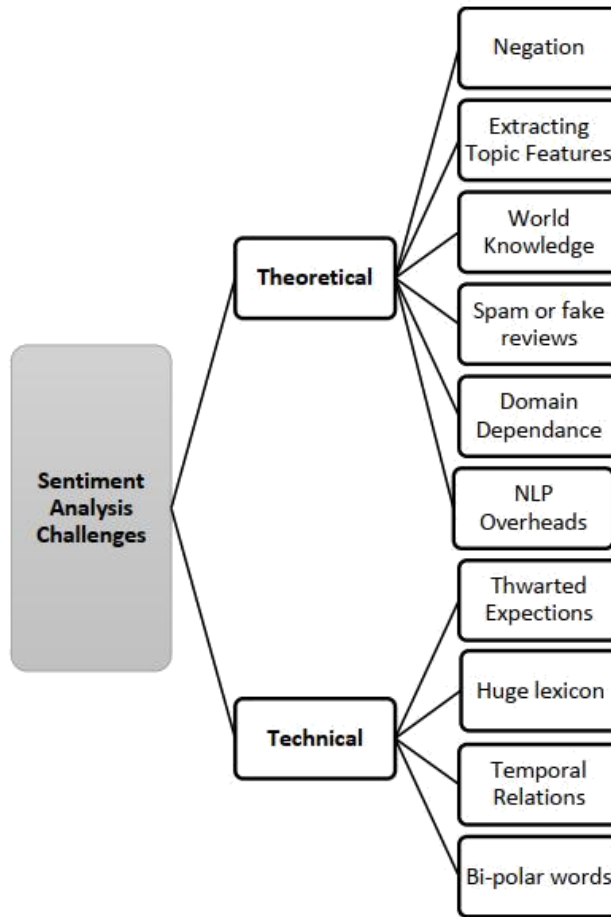 Sentiment
Analysis
Challenges
Theoretical
Negation
Extracting
Topic Features
World
Knowledge
Spam or fake
reviews
Domain
Dependance
NLP
Overheads
Technical
Thwarted
Expections
Huge lexicon
Temporal
Relations
Bi-polar words